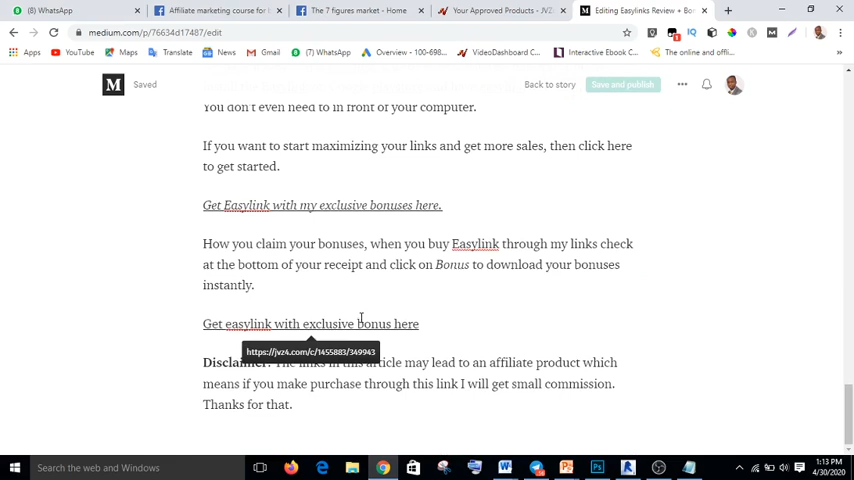 (8) WhatsApp
Affiliate marketing course for
The 7 figures market - Home
Your Approved Products - JVZ
Editing Easylinks Review + Bo
medium.com/p/76634d17487/edit
Apps
YouTube
Maps
Translate
News
Gmail
(8) WhatsApp
Overview - 100-698...
VideoDashboard C...
Interactive Ebook C...
The online and offli...
M
Saved
Back to story
Save and publish
You don't even need to in front of your computer.
If you want to start maximizing your links and get more sales, then click here
to get started.
Get Easylink with my exclusive bonuses here.
How you claim your bonuses, when you buy Easylink through my links check
at the bottom of your receipt and click on Bonus to download your bonuses
instantly.
Get easylink with exclusive bonus here
https://jvz4.com/c/1455883/349943
Disclaimer: The links in this article may lead to an affiliate product which
means if you make purchase through this link I will get small commission.
Thanks for that.
Search the web and Windows
1:13 PM
4/30/2020